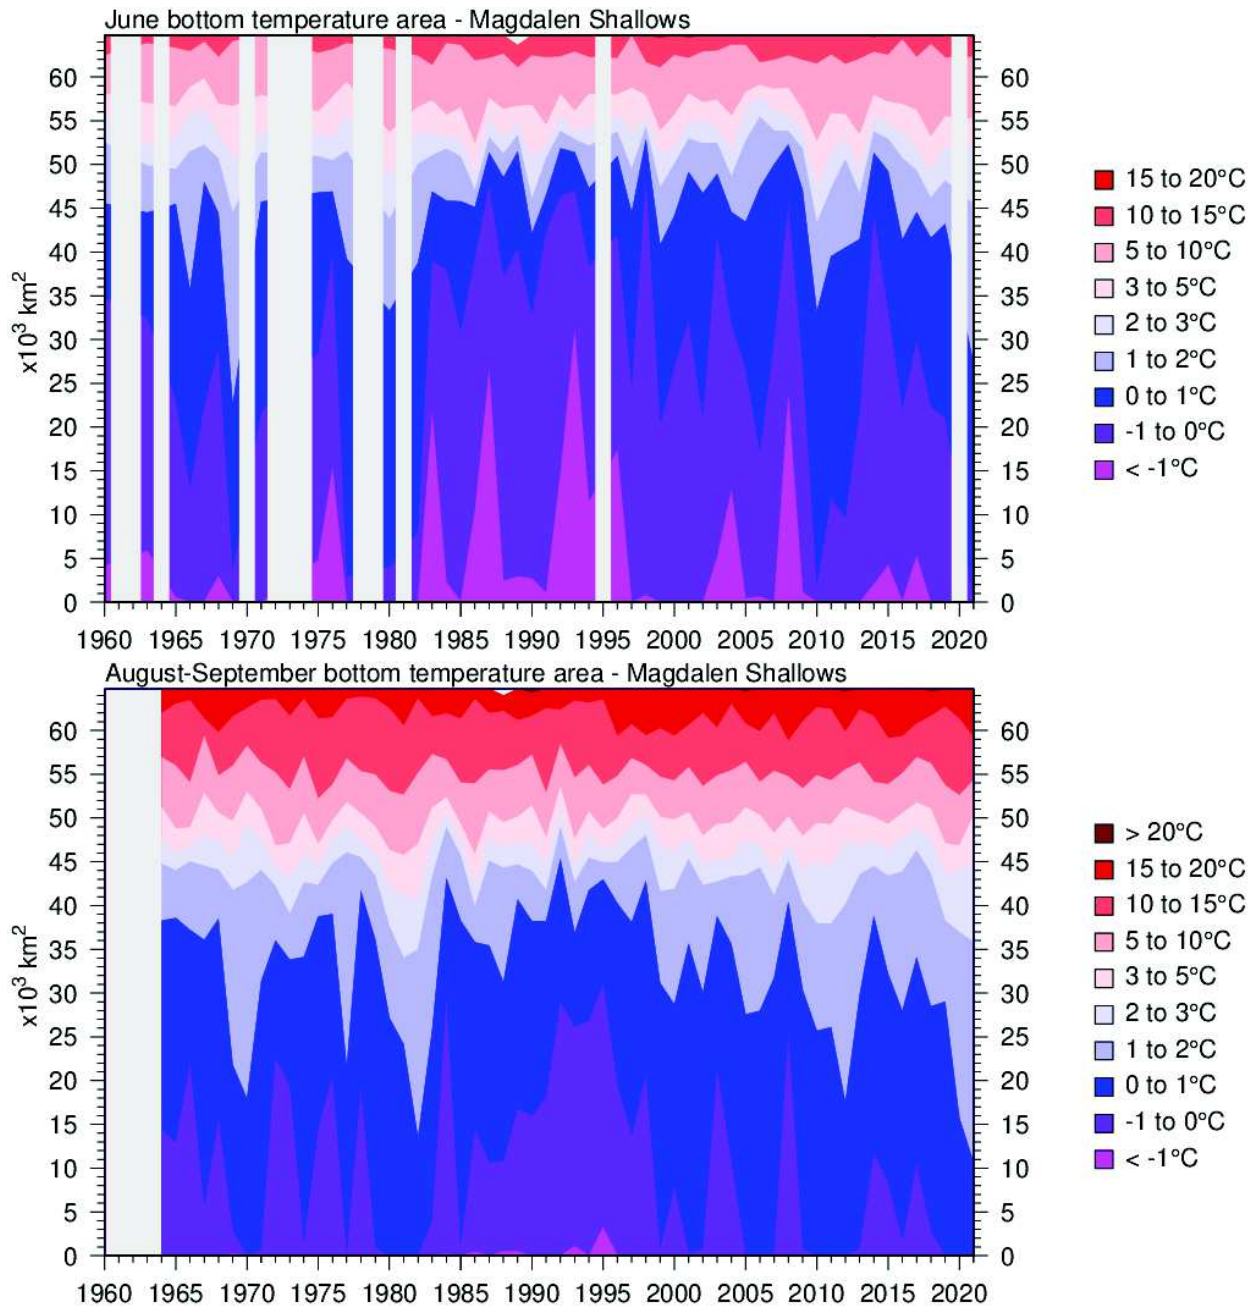 June bottom temperature area - Magdalen Shallows
60 60
55 55
50 50
45 45
40 40
35 35
30 30
25 25
20 20
15 15
10 10
5 5
0 0
x10³ km²
1960 1965 1970 1975 1980 1985 1990 1995 2000 2005 2010 2015 2020
15 to 20°C
10 to 15°C
5 to 10°C
3 to 5°C
2 to 3°C
1 to 2°C
0 to 1°C
-1 to 0°C
< -1°C
August-September bottom temperature area - Magdalen Shallows
60 60
55 55
50 50
45 45
40 40
35 35
30 30
25 25
20 20
15 15
10 10
5 5
0 0
x10³ km²
1960 1965 1970 1975 1980 1985 1990 1995 2000 2005 2010 2015 2020
> 20°C
15 to 20°C
10 to 15°C
5 to 10°C
3 to 5°C
2 to 3°C
1 to 2°C
0 to 1°C
-1 to 0°C
< -1°C